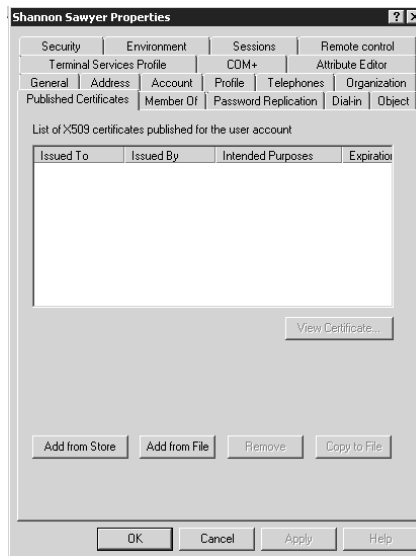 Shannon Sawyer Properties
Security Environment Sessions Remote control
Terminal Services Profile COM+ Attribute Editor
General Address Account Profile Telephones Organization
Published Certificates Member Of Password Replication Dial-in Object
List of X509 certificates published for the user account
Issued To Issued By Intended Purposes Expiration
View Certificate...
Add from Store Add from File Remove Copy to File
OK Cancel Apply Help